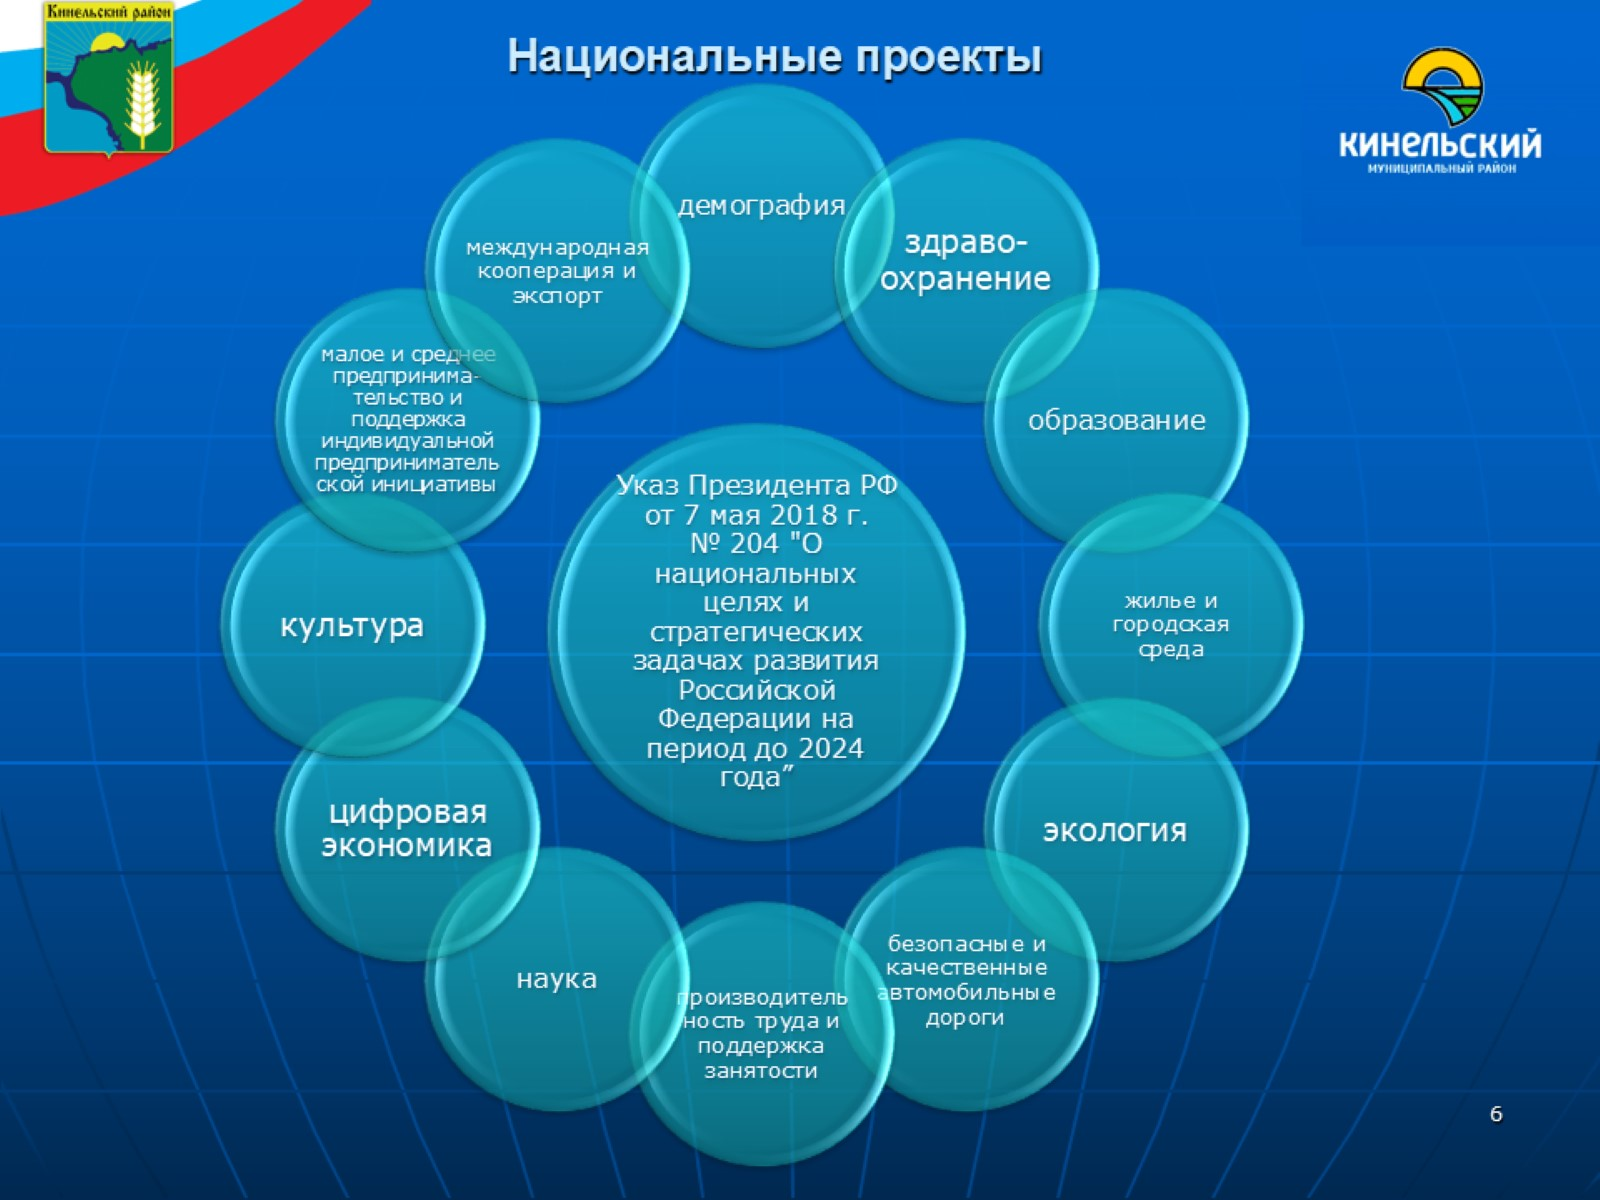 Кинельский район
Национальные проекты
КИНЕЛЬСКИЙ
МУНИЦИПАЛЬНЫЙ РАЙОН
демография
здраво-
охранение
образование
жилье и
городская
среда
экология
безопасные и
качественные
автомобильные
дороги
производитель
ность труда и
поддержка
занятости
наука
цифровая
экономика
культура
малое и среднее
предпринима-
тельство и
поддержка
индивидуальной
предприниматель
ской инициативы
международная
кооперация и
экспорт
Указ Президента РФ
от 7 мая 2018 г.
№ 204 "О
национальных
целях и
стратегических
задачах развития
Российской
Федерации на
период до 2024
года”
6